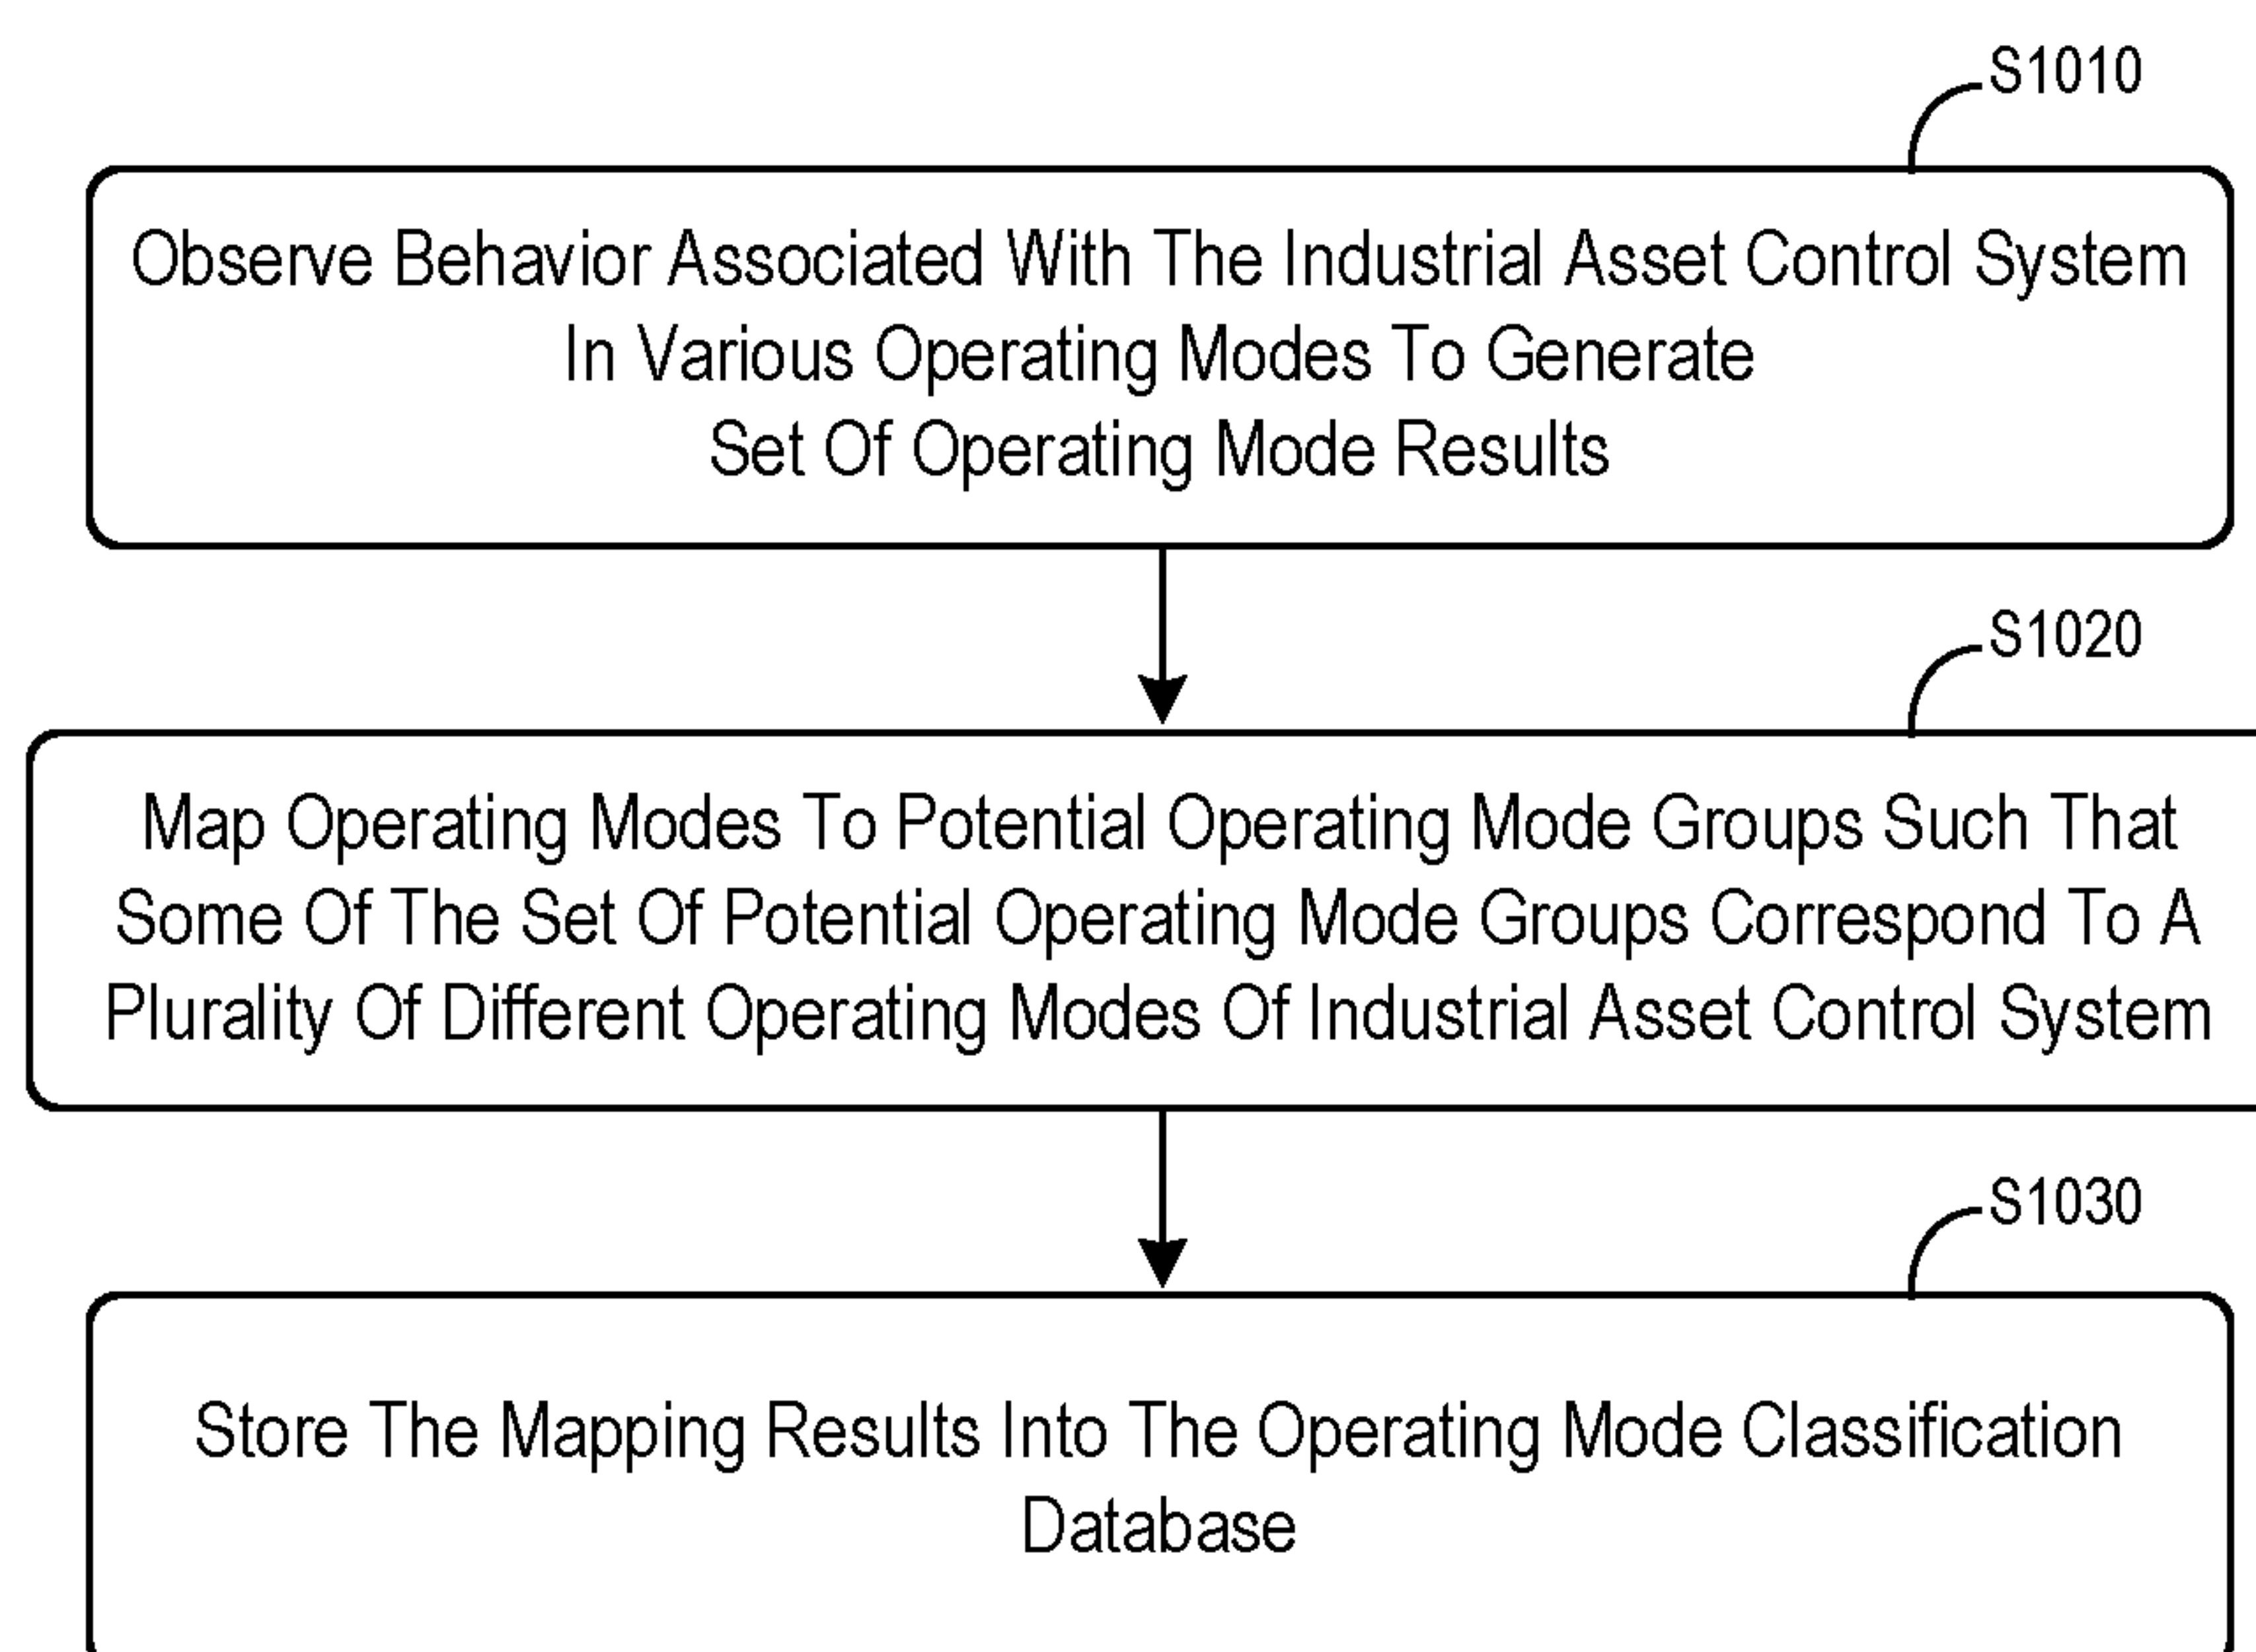 S1010
Observe Behavior Associated With The Industrial Asset Control System
In Various Operating Modes To Generate
Set Of Operating Mode Results
S1020
Map Operating Modes To Potential Operating Mode Groups Such That
Some Of The Set Of Potential Operating Mode Groups Correspond To A
Plurality Of Different Operating Modes Of Industrial Asset Control System
S1030
Store The Mapping Results Into The Operating Mode Classification
Database